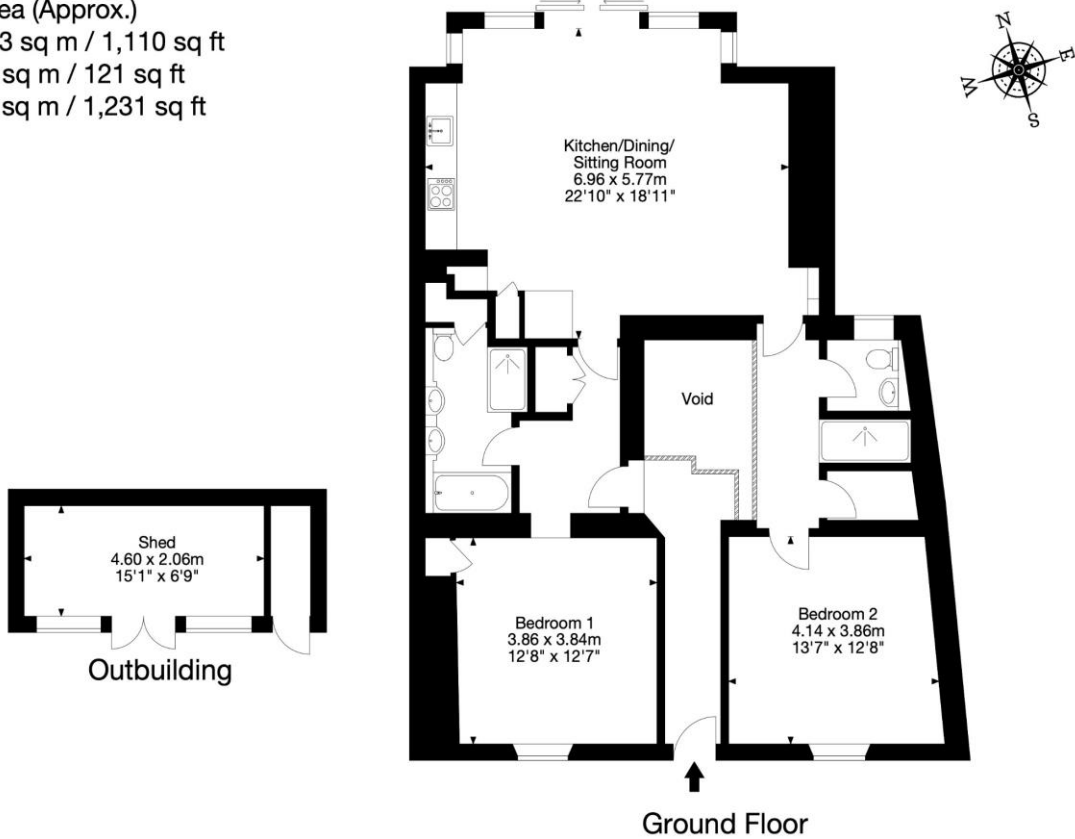 ea (Approx.)
3 sq m / 1,110 sq ft
sq m / 121 sq ft
sq m / 1,231 sq ft
N
E
W
S
Kitchen/Dining/
Sitting Room
6.96 x 5.77m
22'10" x 18'11"
Void
Shed
4.60 x 2.06m
15'1" x 6'9"
Outbuilding
Bedroom 1
3.86 x 3.84m
12'8" x 12'7"
Bedroom 2
4.14 x 3.86m
13'7" x 12'8"
Ground Floor